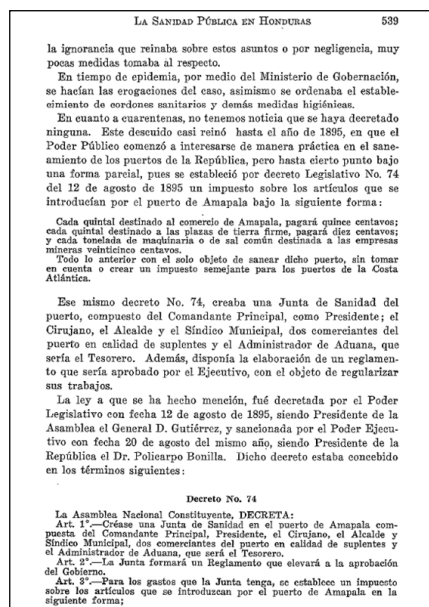 LA SANIDAD PÚBLICA EN HONDURAS 539
la ignorancia que reinaba sobre estos asuntos o por negligencia, muy
pocas medidas tomaba al respecto.
En tiempo de epidemia, por medio del Ministerio de Gobernación,
se hacían las erogaciones del caso, asimismo se ordenaba el estable-
cimiento de cordones sanitarios y demás medidas higiénicas.
En cuanto a cuarentenas, no tenemos noticia que se haya decretado
ninguna. Este descuido casi reinó hasta el año de 1895, en que el
Poder Público comenzó a interesarse de manera práctica en el sane-
amiento de los puertos de la República, pero hasta cierto punto bajo
una forma parcial, pues se estableció por decreto Legislativo No. 74
del 12 de agosto de 1895 un impuesto sobre los artículos que se
introducían por el puerto de Amapala bajo la siguiente forma:
Cada quintal destinado al comercio de Amapala, pagará quince centavos;
cada quintal destinado a las plazas de tierra firme, pagará diez centavos;
y cada tonelada de maquinaria o de sal común destinada a las empresas
mineras veinticinco centavos.
Todo lo anterior con el solo objeto de sanear dicho puerto, sin tomar
en cuenta o crear un impuesto semejante para los puertos de la Costa
Atlántica.
Ese mismo decreto No. 74, creaba una Junta de Sanidad del
puerto, compuesto del Comandante Principal, como Presidente; el
Cirujano, el Alcalde y el Síndico Municipal, dos comerciantes del
puerto en calidad de suplentes y el Administrador de Aduana, que
sería el Tesorero. Además, disponía la elaboración de un reglamen-
to que sería aprobado por el Ejecutivo, con el objeto de regularizar
sus trabajos.
La ley a que se ha hecho mención, fué decretada por el Poder
Legislativo con fecha 12 de agosto de 1895, siendo Presidente de la
Asamblea el General D. Gutiérrez, y sancionada por el Poder Ejecu-
tivo con fecha 20 de agosto del mismo año, siendo Presidente de la
República el Dr. Policarpo Bonilla. Dicho decreto estaba concebido
en los términos siguientes:
Decreto No. 74
La Asamblea Nacional Constituyente, DECRETA:
Art. 1°.—Créase una Junta de Sanidad en el puerto de Amapala com-
puesta del Comandante Principal, Presidente, el Cirujano, el Alcalde y
Síndico Municipal, dos comerciantes del puerto en calidad de suplentes y
el Administrador de Aduana, que será el Tesorero.
Art. 2°.—La Junta formará un Reglamento que elevará a la aprobación
del Gobierno.
Art. 3°.—Para los gastos que la Junta tenga, se establece un impuesto
sobre los artículos que se introduzcan por el puerto de Amapala en la
siguiente forma;